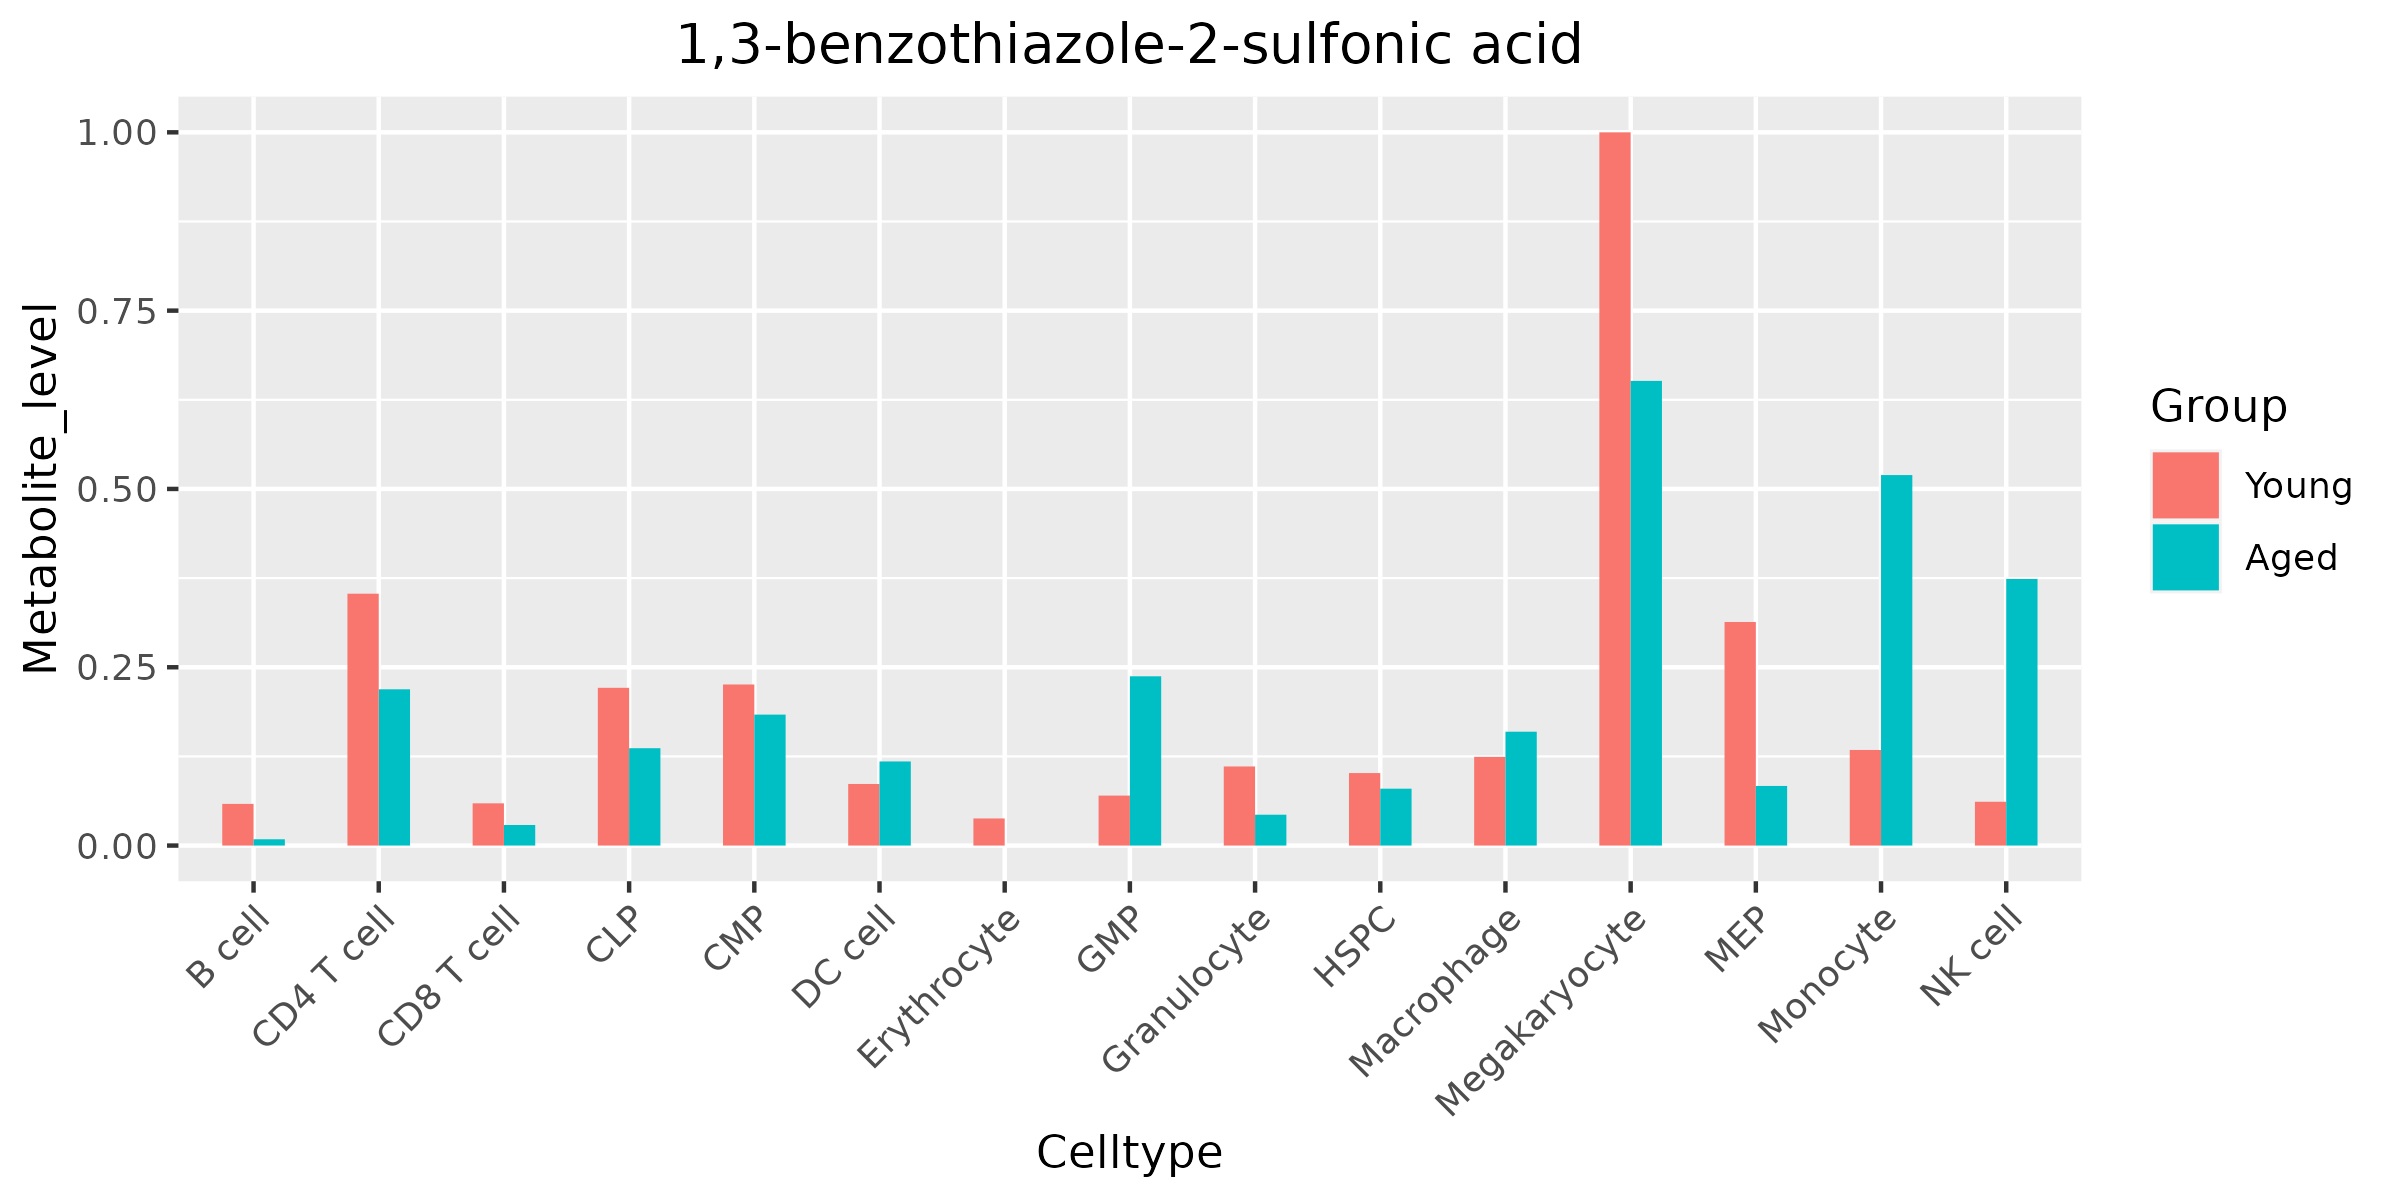 1,3-benzothiazole-2-sulfonic acid
Metabolite_level
1.00
0.75
0.50
0.25
0.00
B cell
CD4 T cell
CD8 T cell
CLP
CMP
DC cell
Erythrocyte
GMP
Granulocyte
HSPC
Macrophage
Megakaryocyte
MEP
Monocyte
NK cell
Celltype
Group
Young
Aged